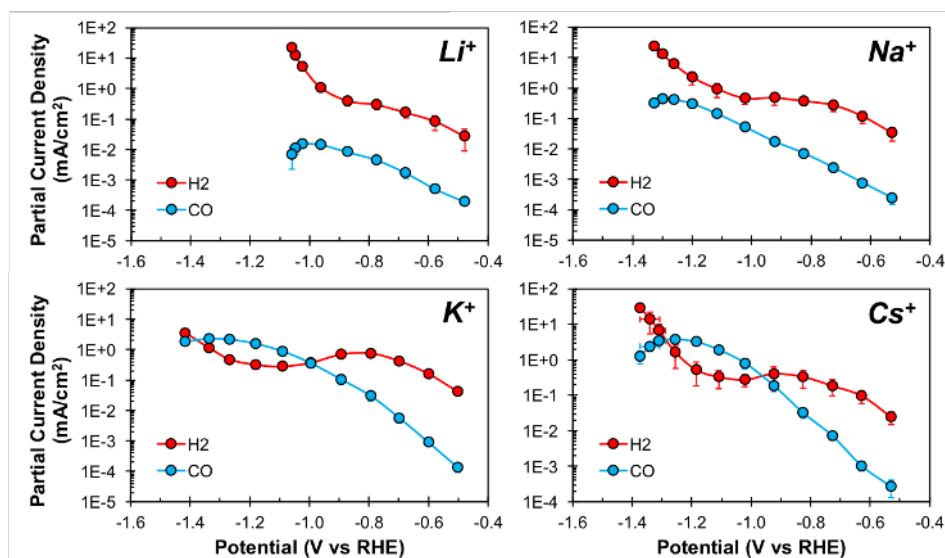 Partial Current Density
(mA/cm²)
1E+2
1E+1
1E+0
1E-1
1E-2
1E-3
1E-4
1E-5
Li⁺
H2
CO
-1.6 -1.4 -1.2 -1.0 -0.8 -0.6 -0.4
1E+2
1E+1
1E+0
1E-1
1E-2
1E-3
1E-4
1E-5
Na⁺
H2
CO
-1.6 -1.4 -1.2 -1.0 -0.8 -0.6 -0.4
Partial Current Density
(mA/cm²)
1E+2
1E+1
1E+0
1E-1
1E-2
1E-3
1E-4
1E-5
K⁺
H2
CO
-1.6 -1.4 -1.2 -1.0 -0.8 -0.6 -0.4
Potential (V vs RHE)
1E+2
1E+1
1E+0
1E-1
1E-2
1E-3
1E-4
Cs⁺
H2
CO
-1.6 -1.4 -1.2 -1.0 -0.8 -0.6 -0.4
Potential (V vs RHE)